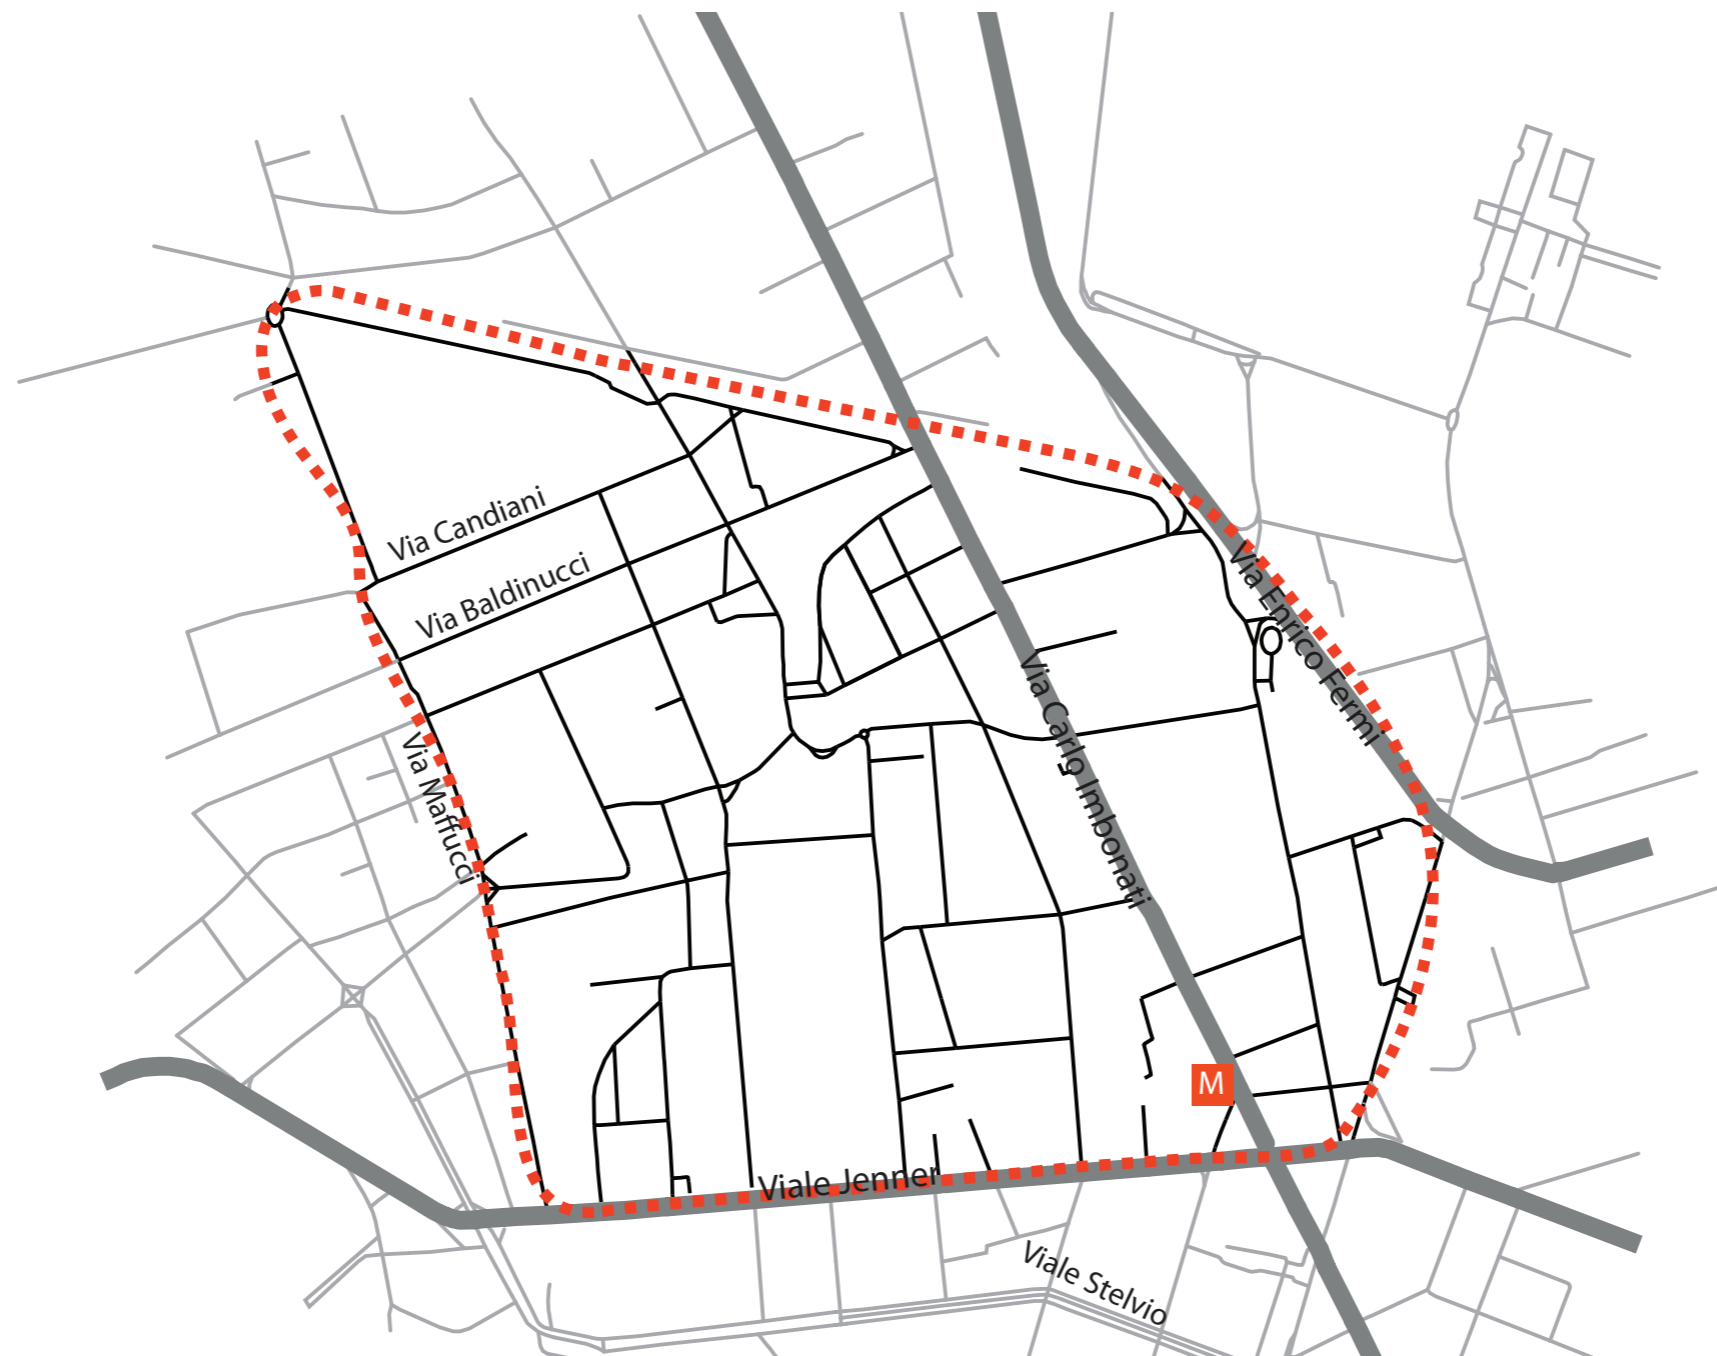 Via Candiani
Via Baldinucci
Via Enrico Fermi
Via Carlo Imbonati
Via Maffucci
M
Viale Jenner
Viale Stelvio